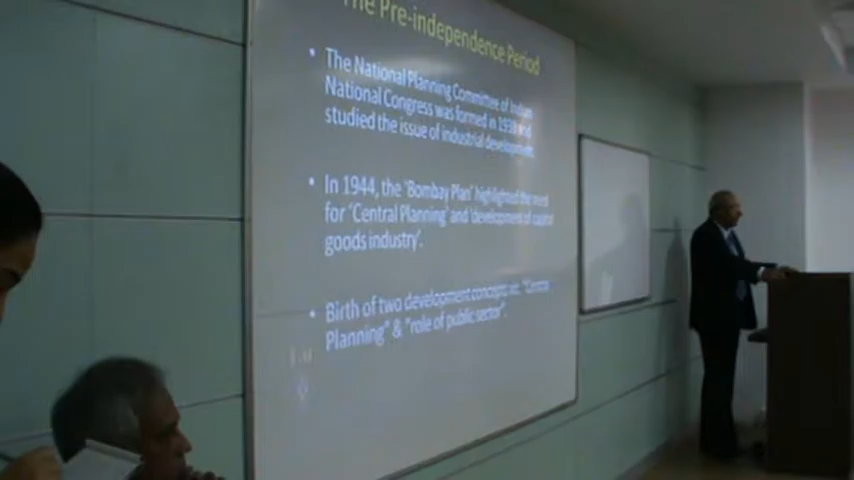 The Pre-independence Period
• The National Planning Committee of Indian
National Congress was formed in 1938 and
studied the issue of industrial development.
• In 1944, the ‘Bombay Plan’ highlighted the need
for ‘Central Planning’ and ‘development of capital
goods industry’.
• Birth of two development concepts viz. “Central
Planning” & “role of public sector”.